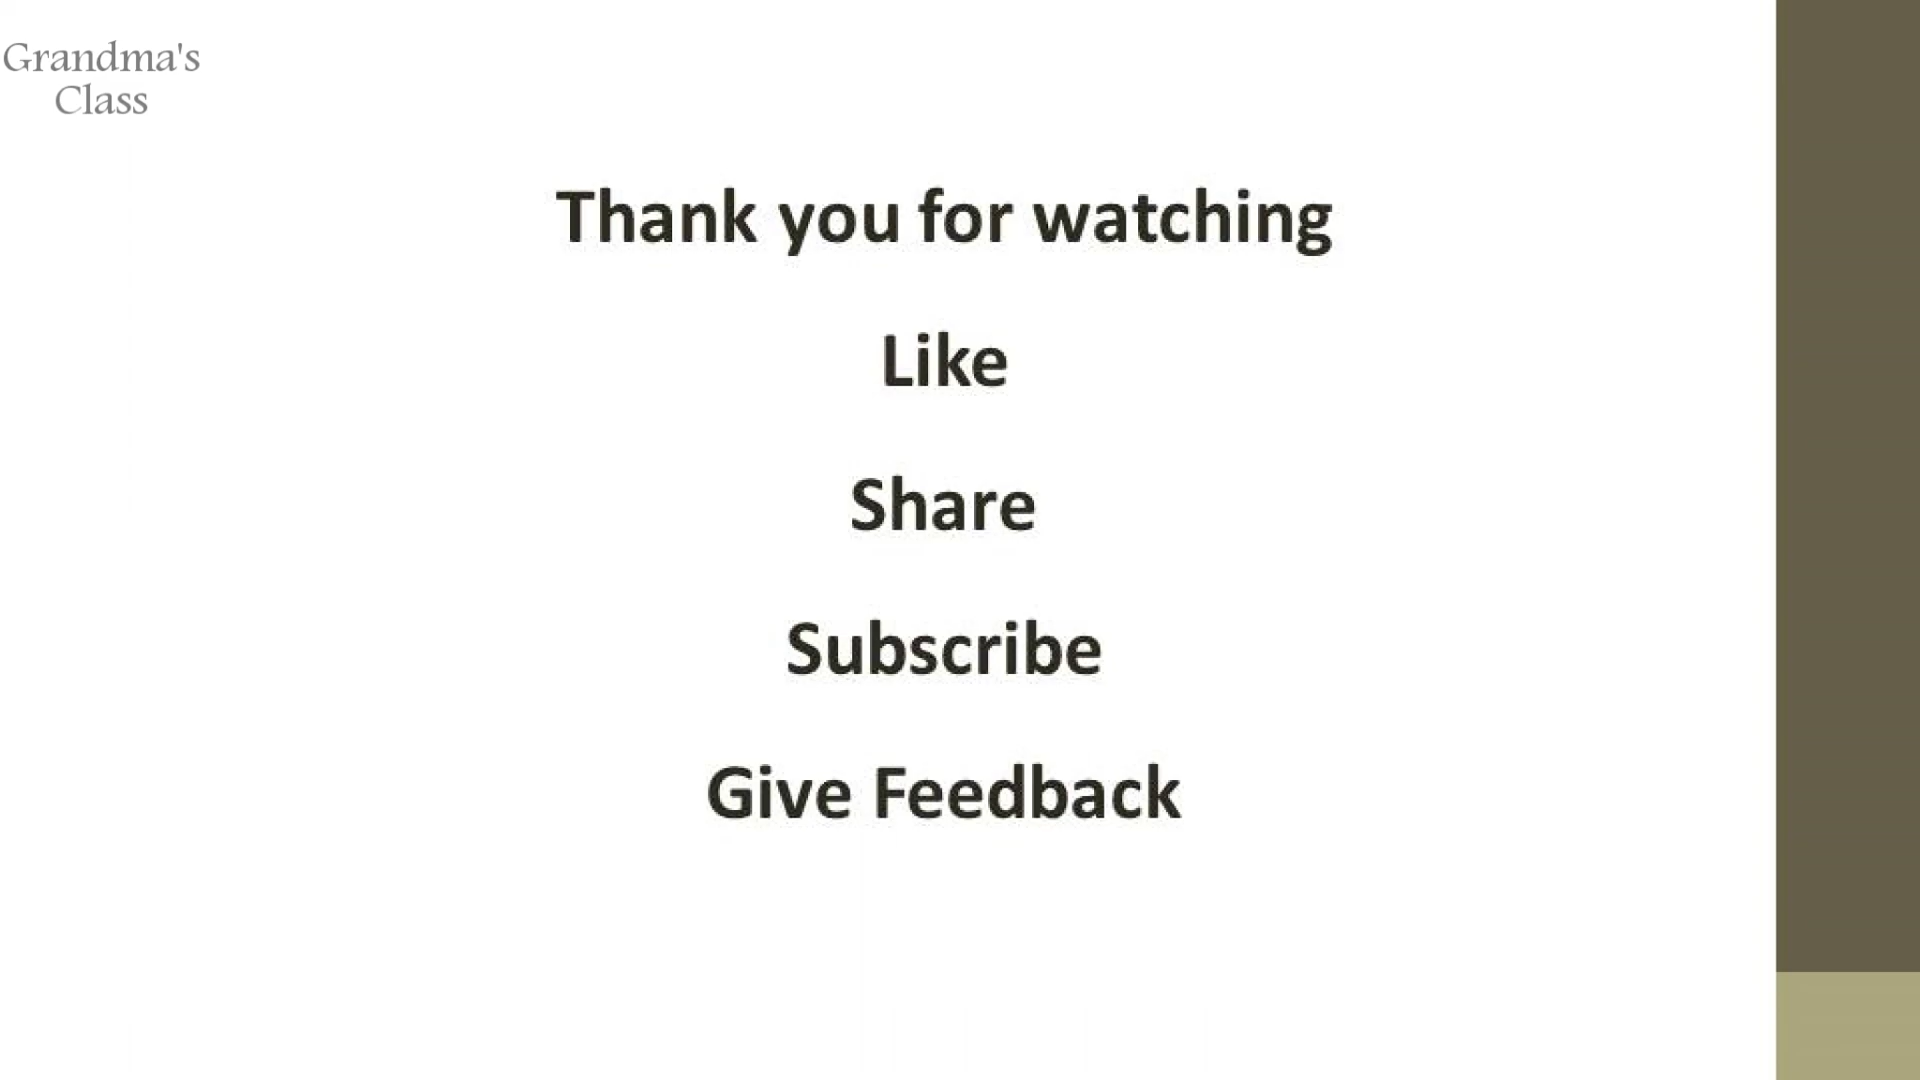 Grandma's
Class
Thank you for watching
Like
Share
Subscribe
Give Feedback